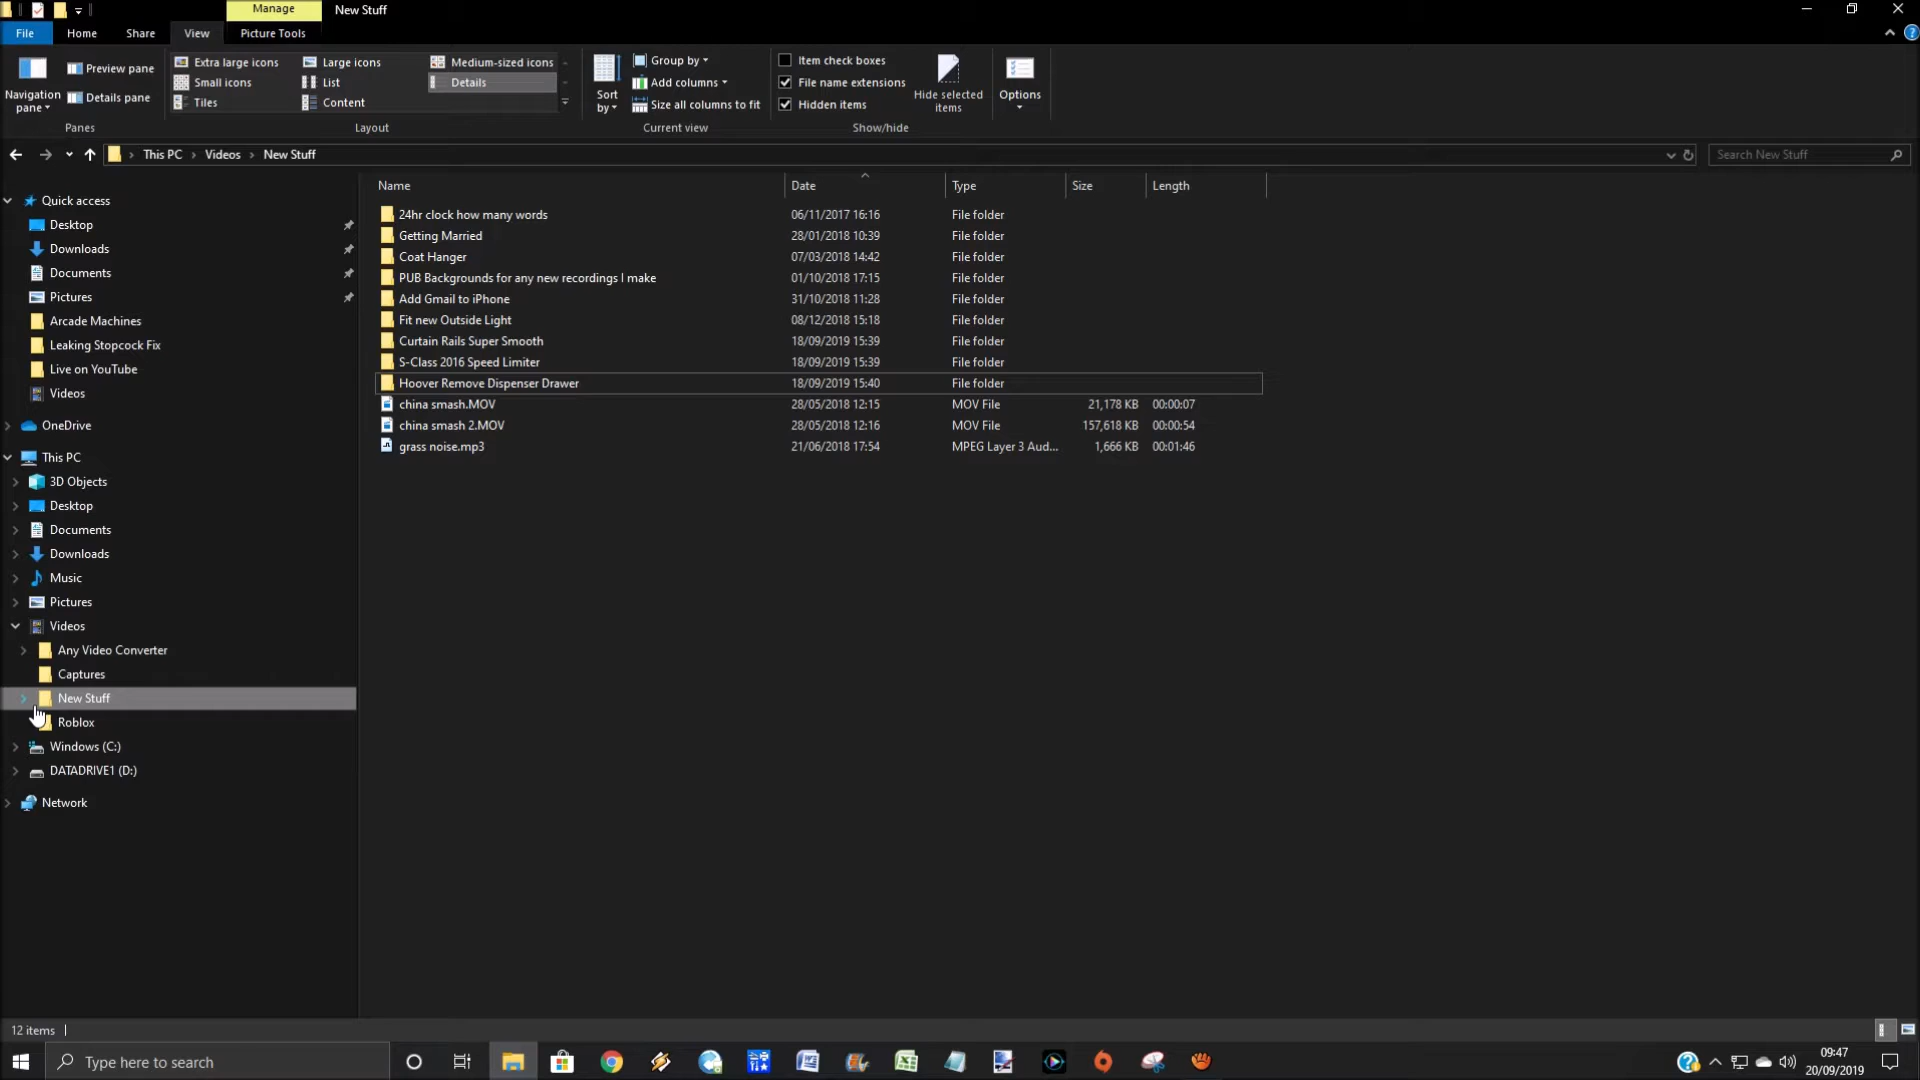 Manage
New Stuff
File Home Share View Picture Tools
Navigation pane
Preview pane
Details pane
Panes
Extra large icons Large icons Medium-sized icons
Small icons List Details
Tiles Content
Layout
Sort by
Group by
Add columns
Size all columns to fit
Current view
Item check boxes
File name extensions
Hidden items
Hide selected items
Show/hide
Options
This PC › Videos › New Stuff
Search New Stuff
Quick access
Desktop
Downloads
Documents
Pictures
Arcade Machines
Leaking Stopcock Fix
Live on YouTube
Videos
OneDrive
This PC
3D Objects
Desktop
Documents
Downloads
Music
Pictures
Videos
Any Video Converter
Captures
New Stuff
Roblox
Windows (C:)
DATADRIVE1 (D:)
Network
Name Date Type Size Length
24hr clock how many words 06/11/2017 16:16 File folder
Getting Married 28/01/2018 10:39 File folder
Coat Hanger 07/03/2018 14:42 File folder
PUB Backgrounds for any new recordings I make 01/10/2018 17:15 File folder
Add Gmail to iPhone 31/10/2018 11:28 File folder
Fit new Outside Light 08/12/2018 15:18 File folder
Curtain Rails Super Smooth 18/09/2019 15:39 File folder
S-Class 2016 Speed Limiter 18/09/2019 15:39 File folder
Hoover Remove Dispenser Drawer 18/09/2019 15:40 File folder
china smash.MOV 28/05/2018 12:15 MOV File 21,178 KB 00:00:07
china smash 2.MOV 28/05/2018 12:16 MOV File 157,618 KB 00:00:54
grass noise.mp3 21/06/2018 17:54 MPEG Layer 3 Aud... 1,666 KB 00:01:46
12 items
Type here to search
09:47
20/09/2019